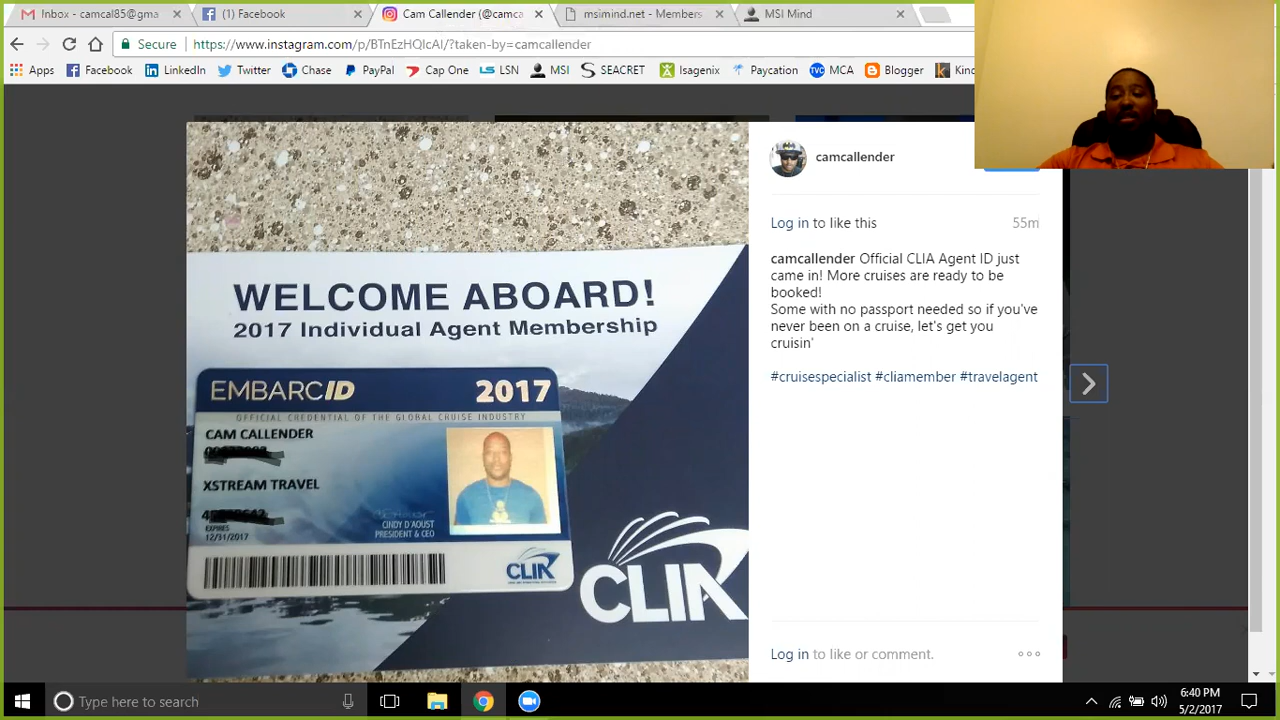 Inbox - camcal85@gma
(1) Facebook
Cam Callender (@camca
msimind.net - Members
MSI Mind
Secure
https://www.instagram.com/p/BTnEzHQlcAl/?taken-by=camcallender
Apps
Facebook
LinkedIn
Twitter
Chase
PayPal
Cap One
LSN
MSI
SEACRET
Isagenix
Paycation
MCA
Blogger
WELCOME ABOARD!
2017 Individual Agent Membership
EMBARCID
2017
OFFICIAL CREDENTIAL OF THE GLOBAL CRUISE INDUSTRY
CAM CALLENDER
XSTREAM TRAVEL
EXPIRES
12/31/2017
CINDY D'AOUST
PRESIDENT & CEO
CLIA
CLIA
camcallender
Log in to like this
55m
camcallender Official CLIA Agent ID just
came in! More cruises are ready to be
booked!
Some with no passport needed so if you've
never been on a cruise, let's get you
cruisin'
#cruisespecialist #cliamember #travelagent
Log in to like or comment.
Type here to search
6:40 PM
5/2/2017